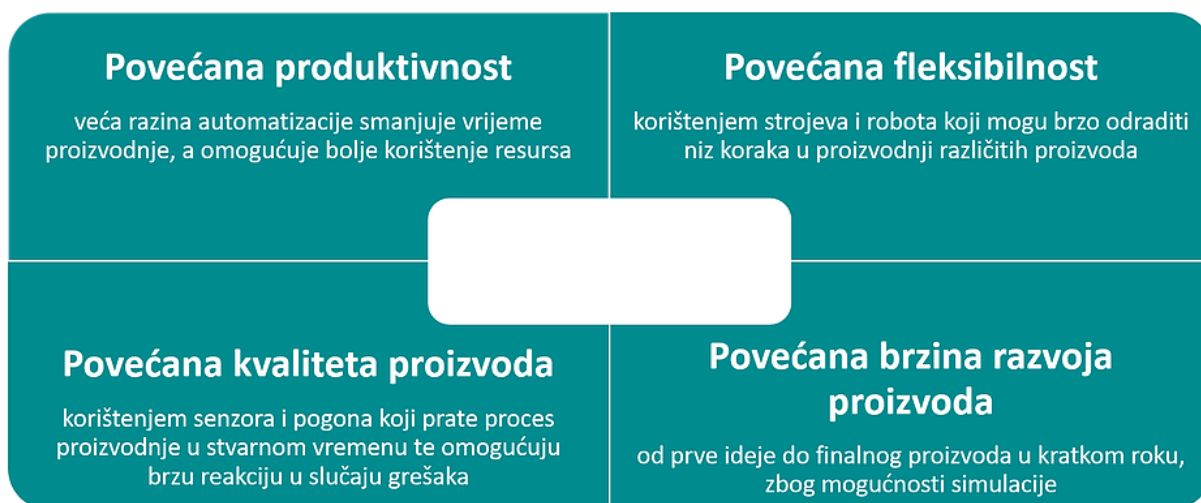 Povećana produktivnost
veća razina automatizacije smanjuje vrijeme
proizvodnje, a omogućuje bolje korištenje resursa
Povećana fleksibilnost
korištenjem strojeva i robota koji mogu brzo odraditi
niz koraka u proizvodnji različitih proizvoda
Povećana kvaliteta proizvoda
korištenjem senzora i pogona koji prate proces
proizvodnje u stvarnom vremenu te omogućuju
brzu reakciju u slučaju grešaka
Povećana brzina razvoja
proizvoda
od prve ideje do finalnog proizvoda u kratkom roku,
zbog mogućnosti simulacije